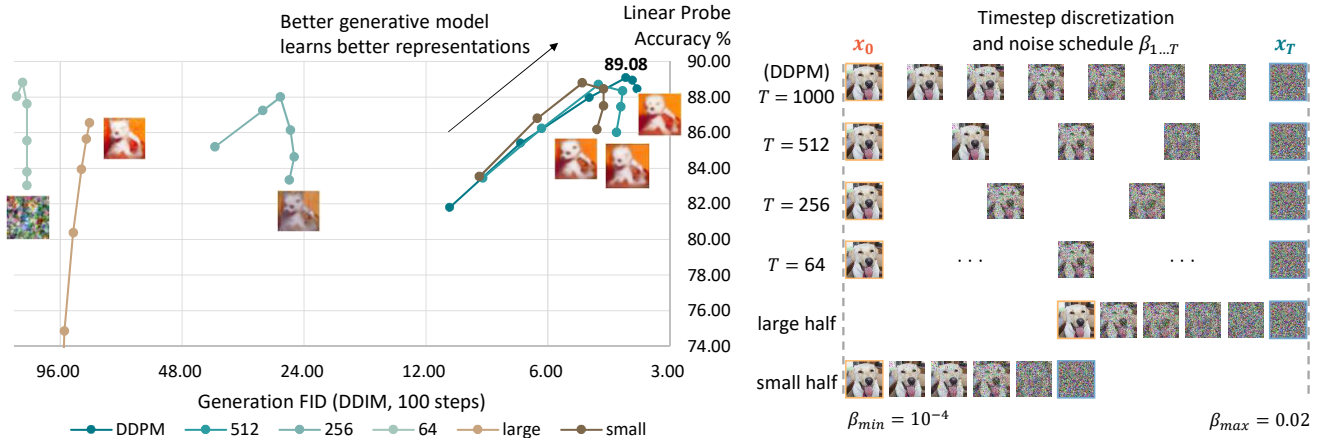 Better generative model
learns better representations
Linear Probe
Accuracy %
89.08
90.00
88.00
86.00
84.00
82.00
80.00
78.00
76.00
74.00
96.00
48.00
24.00
12.00
6.00
3.00
Generation FID (DDIM, 100 steps)
DDPM
512
256
64
large
small
Timestep discretization
and noise schedule β₁...T
x₀
x_T
(DDPM)
T = 1000
T = 512
T = 256
T = 64
. . .
. . .
large half
small half
β_min = 10⁻⁴
β_max = 0.02